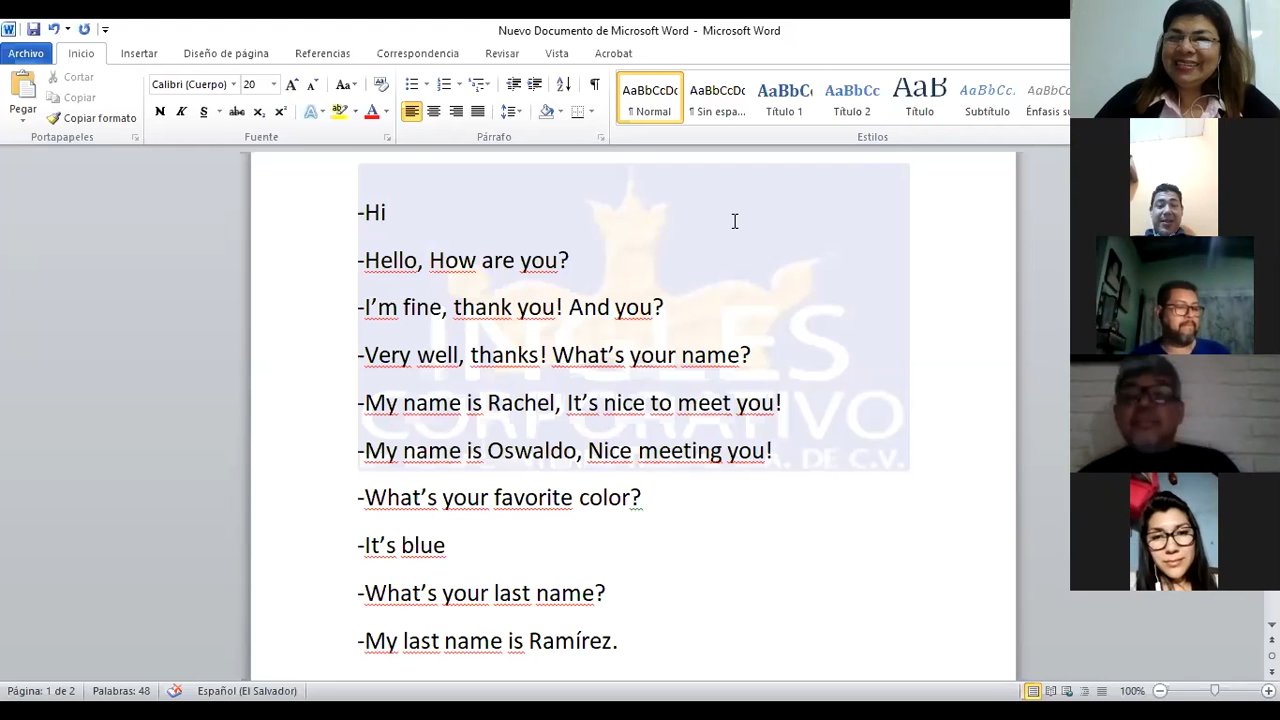 Nuevo Documento de Microsoft Word - Microsoft Word
Archivo Inicio Insertar Diseño de página Referencias Correspondencia Revisar Vista Acrobat
Pegar
Cortar
Copiar
Copiar formato
Portapapeles
Calibri (Cuerpo) 20
Fuente
Párrafo
AaBbCcDc AaBbCcDc AaBbC AaBbCc AaB AaBbCc.
¶ Normal ¶ Sin espa... Título 1 Título 2 Título Subtítulo Énfasis su
Estilos
-Hi
-Hello, How are you?
-I’m fine, thank you! And you?
-Very well, thanks! What’s your name?
-My name is Rachel, It’s nice to meet you!
-My name is Oswaldo, Nice meeting you!
-What’s your favorite color?
-It’s blue
-What’s your last name?
-My last name is Ramírez.
INGLES
CORPORATIVO
.A. DE C.V.
Página: 1 de 2 Palabras: 48 Español (El Salvador) 100%